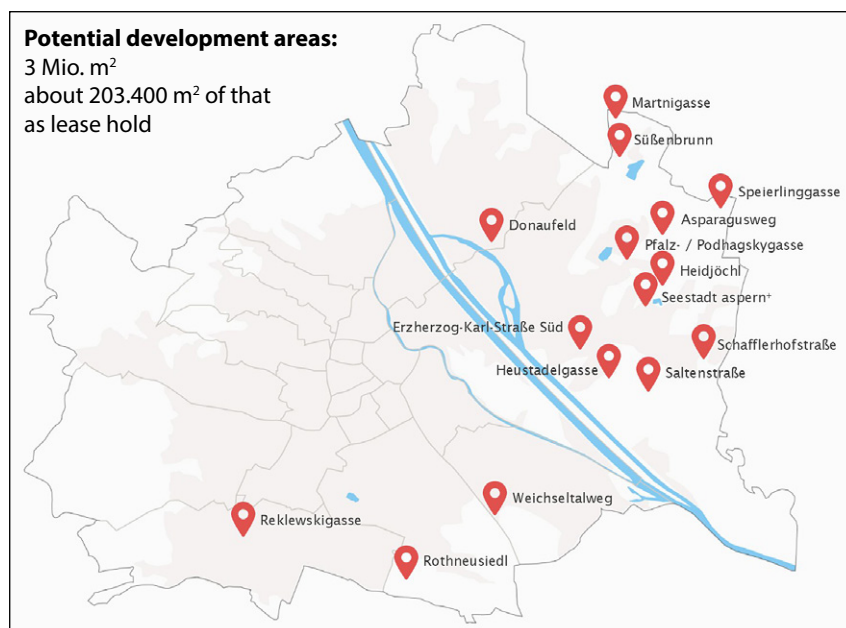 Potential development areas:
3 Mio. m²
about 203.400 m² of that
as lease hold
Martnigasse
Süßenbrunn
Speierlinggasse
Asparagusweg
Donaufeld
Pfalz- / Podhagskygasse
Heidjöchl
Seestadt aspern⁺
Erzherzog-Karl-Straße Süd
Schafflerhofstraße
Heustadelgasse
Saltenstraße
Weichseltalweg
Reklewskigasse
Rothneusiedl